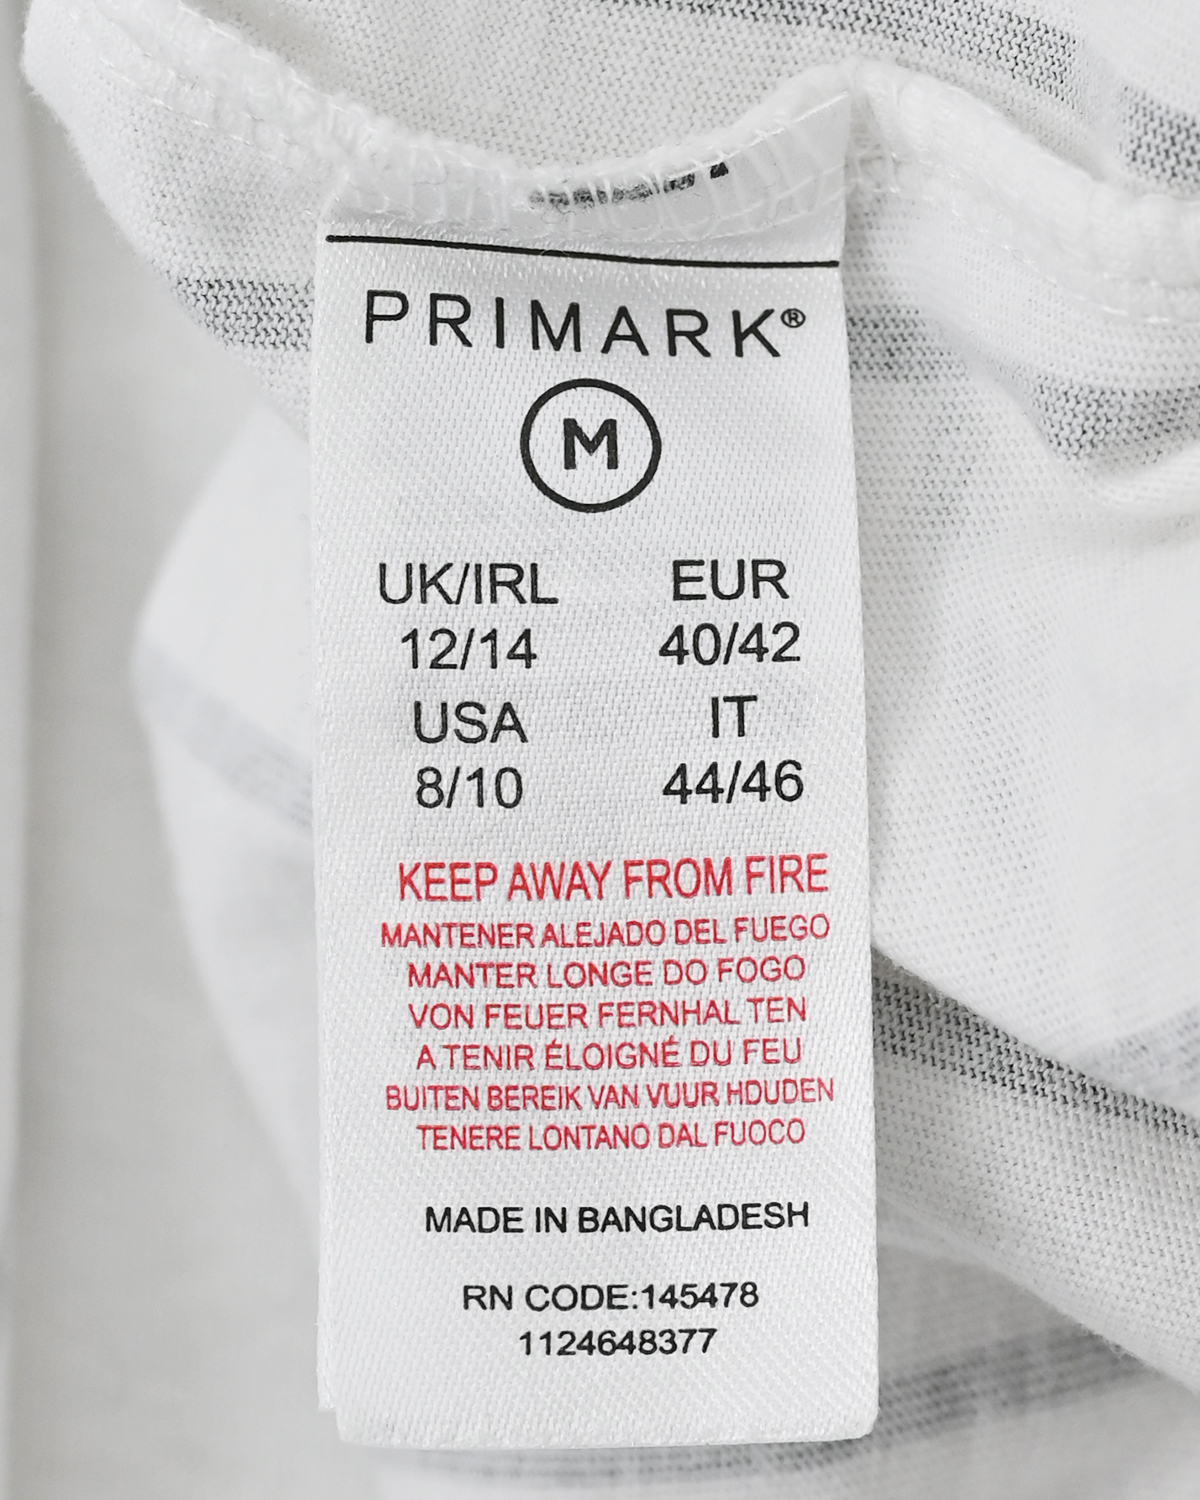 PRIMARK®
M
UK/IRL EUR
12/14 40/42
USA IT
8/10 44/46
KEEP AWAY FROM FIRE
MANTENER ALEJADO DEL FUEGO
MANTER LONGE DO FOGO
VON FEUER FERNHAL TEN
A TENIR ÉLOIGNÉ DU FEU
BUITEN BEREIK VAN VUUR HDUDEN
TENERE LONTANO DAL FUOCO
MADE IN BANGLADESH
RN CODE:145478
1124648377